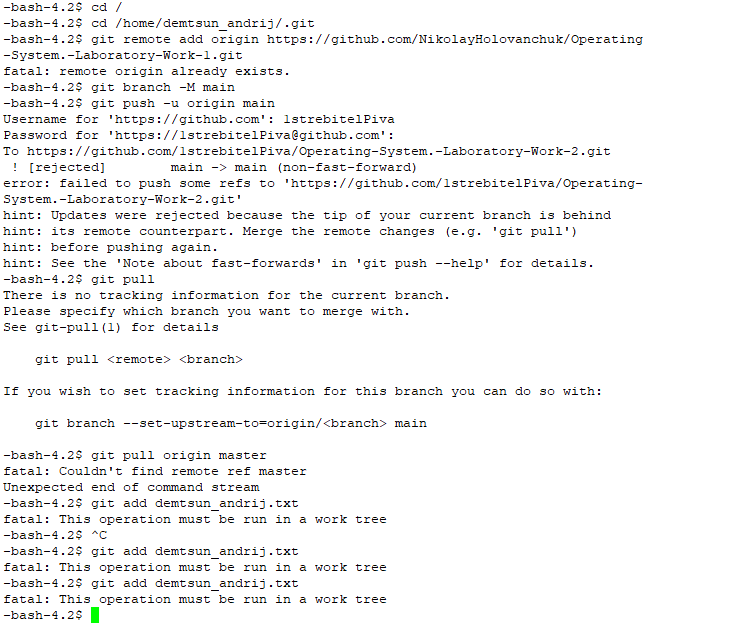 -bash-4.2$ cd /
-bash-4.2$ cd /home/demtsun_andrij/.git
-bash-4.2$ git remote add origin https://github.com/NikolayHolovanchuk/Operating
-System.-Laboratory-Work-1.git
fatal: remote origin already exists.
-bash-4.2$ git branch -M main
-bash-4.2$ git push -u origin main
Username for 'https://github.com': 1strebitelPiva
Password for 'https://1strebitelPiva@github.com':
To https://github.com/1strebitelPiva/Operating-System.-Laboratory-Work-2.git
 ! [rejected]        main -> main (non-fast-forward)
error: failed to push some refs to 'https://github.com/1strebitelPiva/Operating-
System.-Laboratory-Work-2.git'
hint: Updates were rejected because the tip of your current branch is behind
hint: its remote counterpart. Merge the remote changes (e.g. 'git pull')
hint: before pushing again.
hint: See the 'Note about fast-forwards' in 'git push --help' for details.
-bash-4.2$ git pull
There is no tracking information for the current branch.
Please specify which branch you want to merge with.
See git-pull(1) for details

    git pull <remote> <branch>

If you wish to set tracking information for this branch you can do so with:

    git branch --set-upstream-to=origin/<branch> main

-bash-4.2$ git pull origin master
fatal: Couldn't find remote ref master
Unexpected end of command stream
-bash-4.2$ git add demtsun_andrij.txt
fatal: This operation must be run in a work tree
-bash-4.2$ ^C
-bash-4.2$ git add demtsun_andrij.txt
fatal: This operation must be run in a work tree
-bash-4.2$ git add demtsun_andrij.txt
fatal: This operation must be run in a work tree
-bash-4.2$